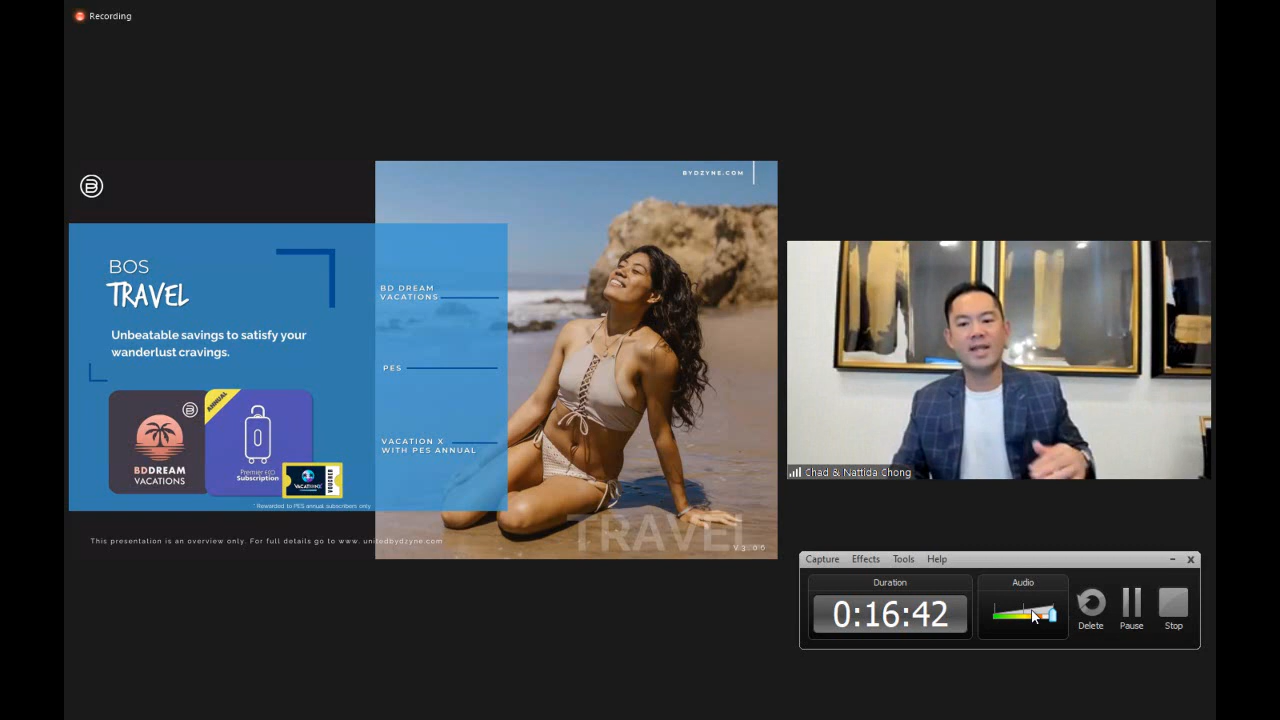 Recording
BYDZYNE.COM
BOS
TRAVEL
Unbeatable savings to satisfy your
wanderlust cravings.
BD DREAM
VACATIONS
PES
VACATION X
WITH PES ANNUAL
ANNUAL
BDDREAM
VACATIONS
Premier E|O
Subscription
VACATIONX
VOUCHER
* Rewarded to PES annual subscribers only
TRAVEL
V3.06
This presentation is an overview only. For full details go to www. unitedbydzyne.com
Chad & Nattida Chong
Capture Effects Tools Help
Duration
Audio
0:16:42
Delete
Pause
Stop